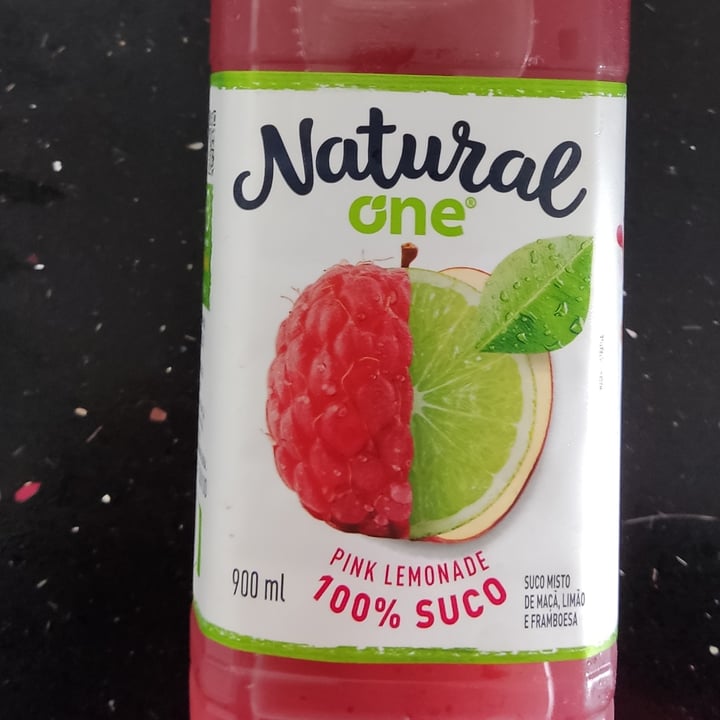 Natural
one®
PINK LEMONADE
100% SUCO
900 ml
SUCO MISTO
DE MAÇÃ, LIMÃO
E FRAMBOESA